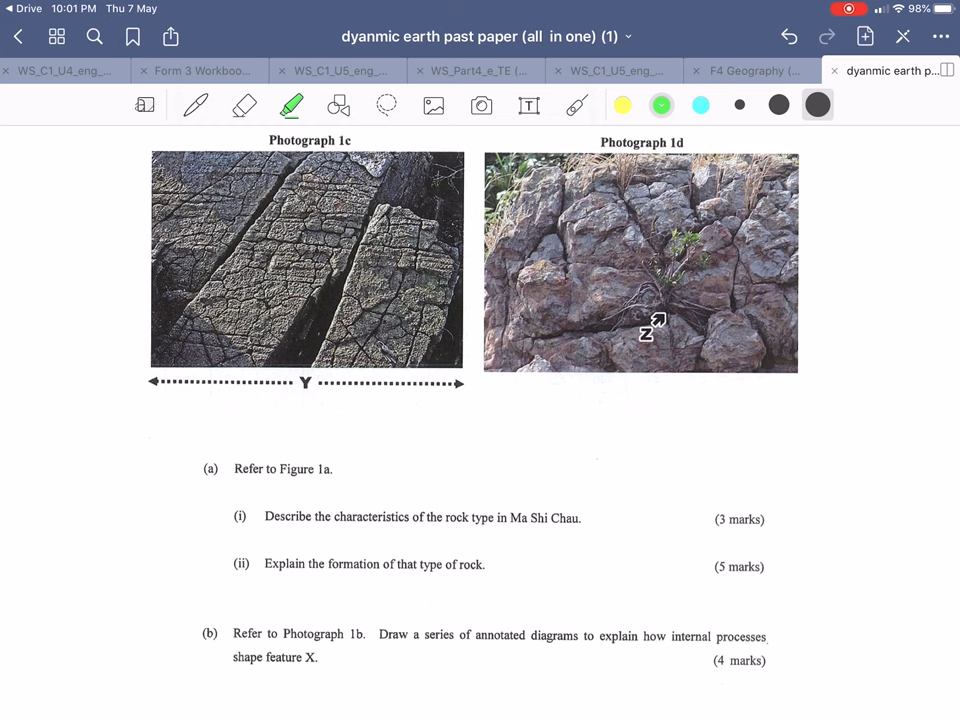 Drive 10:01 PM Thu 7 May 98%
dyanmic earth past paper (all in one) (1)
WS_C1_U4_eng_...
Form 3 Workboo...
WS_C1_U5_eng_...
WS_Part4_e_TE (...
WS_C1_U5_eng_...
F4 Geography (...
dyanmic earth p...
T
Photograph 1c
Photograph 1d
Z
Y
(a) Refer to Figure 1a.
(i) Describe the characteristics of the rock type in Ma Shi Chau. (3 marks)
(ii) Explain the formation of that type of rock. (5 marks)
(b) Refer to Photograph 1b. Draw a series of annotated diagrams to explain how internal processes
shape feature X. (4 marks)